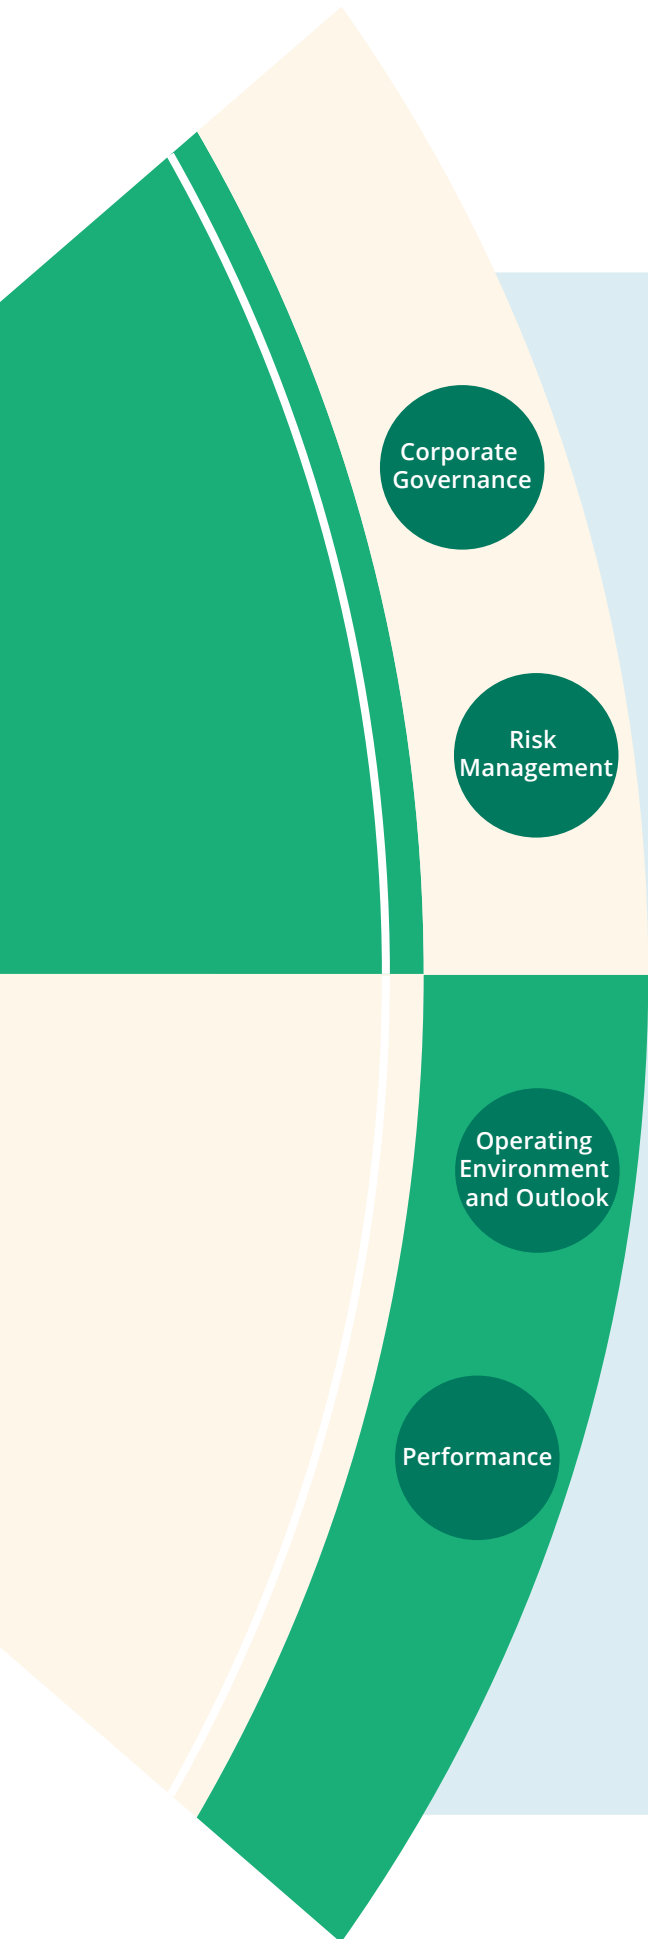 Corporate
Governance
Risk
Management
Operating
Environment
and Outlook
Performance